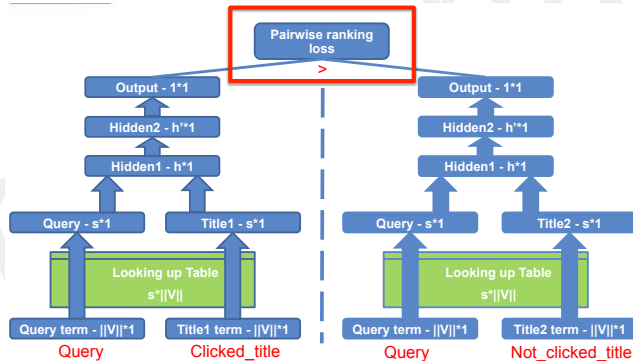 Pairwise ranking
loss
>
Output - 1*1
Output - 1*1
Hidden2 - h'*1
Hidden2 - h'*1
Hidden1 - h*1
Hidden1 - h*1
Query - s*1
Title1 - s*1
Query - s*1
Title2 - s*1
Looking up Table
s*||V||
Looking up Table
s*||V||
Query term - ||V||*1
Title1 term - ||V||*1
Query term - ||V||*1
Title2 term - ||V||*1
Query
Clicked_title
Query
Not_clicked_title